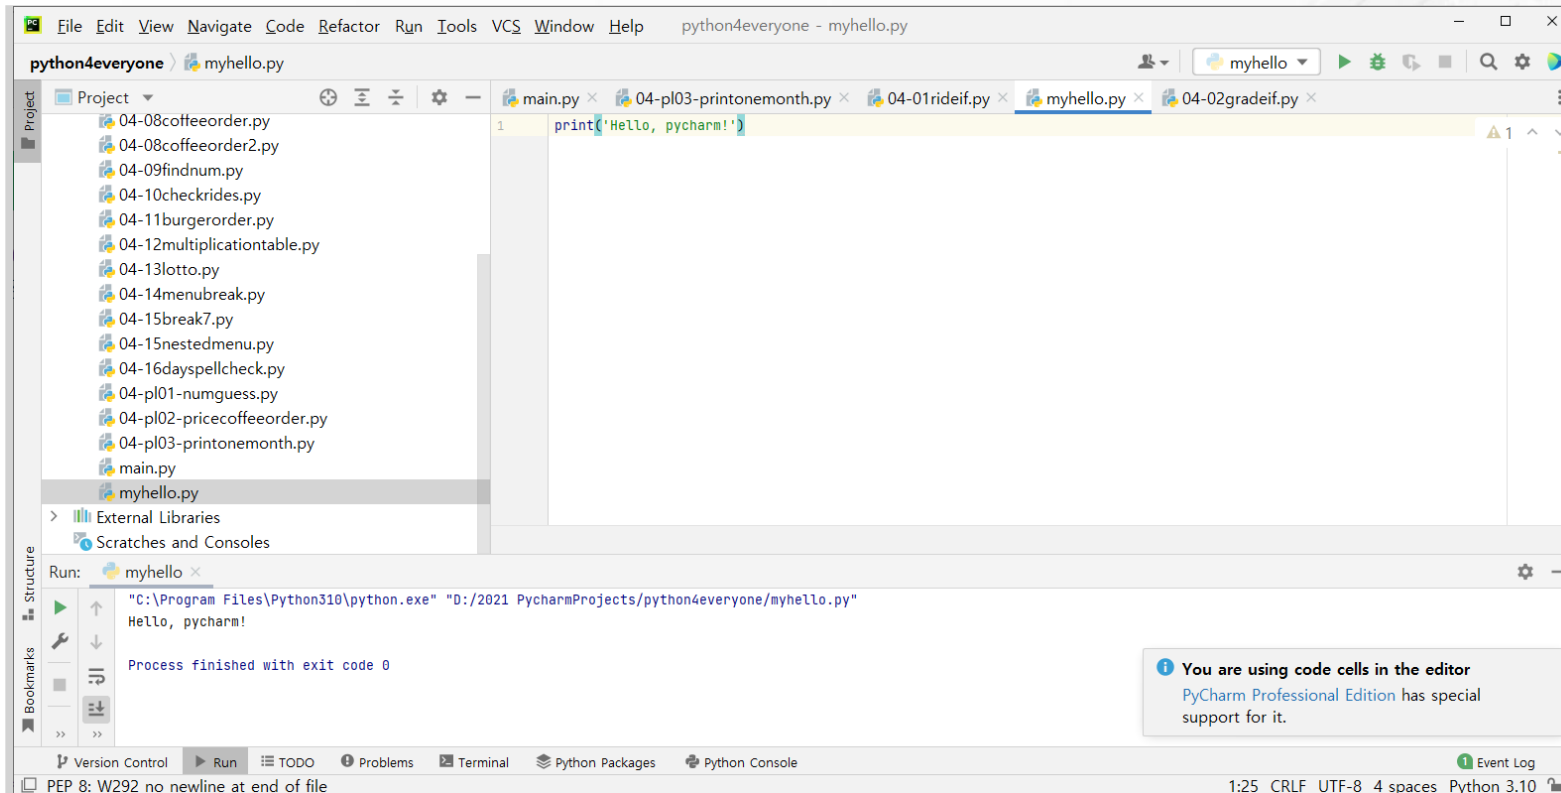 PC File Edit View Navigate Code Refactor Run Tools VCS Window Help python4everyone - myhello.py
python4everyone myhello.py myhello
Project
Project
main.py 04-pl03-printonemonth.py 04-01rideif.py myhello.py 04-02gradeif.py
04-08coffeeorder.py
04-08coffeeorder2.py
04-09findnum.py
04-10checkrides.py
04-11burgerorder.py
04-12multiplicationtable.py
04-13lotto.py
04-14menubreak.py
04-15break7.py
04-15nestedmenu.py
04-16dayspellcheck.py
04-pl01-numguess.py
04-pl02-pricecoffeeorder.py
04-pl03-printonemonth.py
main.py
myhello.py
External Libraries
Scratches and Consoles
1 print('Hello, pycharm!')
1
Structure
Bookmarks
Run: myhello
"C:\Program Files\Python310\python.exe" "D:/2021 PycharmProjects/python4everyone/myhello.py"
Hello, pycharm!
Process finished with exit code 0
You are using code cells in the editor
PyCharm Professional Edition has special
support for it.
Version Control Run TODO Problems Terminal Python Packages Python Console 1 Event Log
PEP 8: W292 no newline at end of file 1:25 CRLF UTF-8 4 spaces Python 3.10